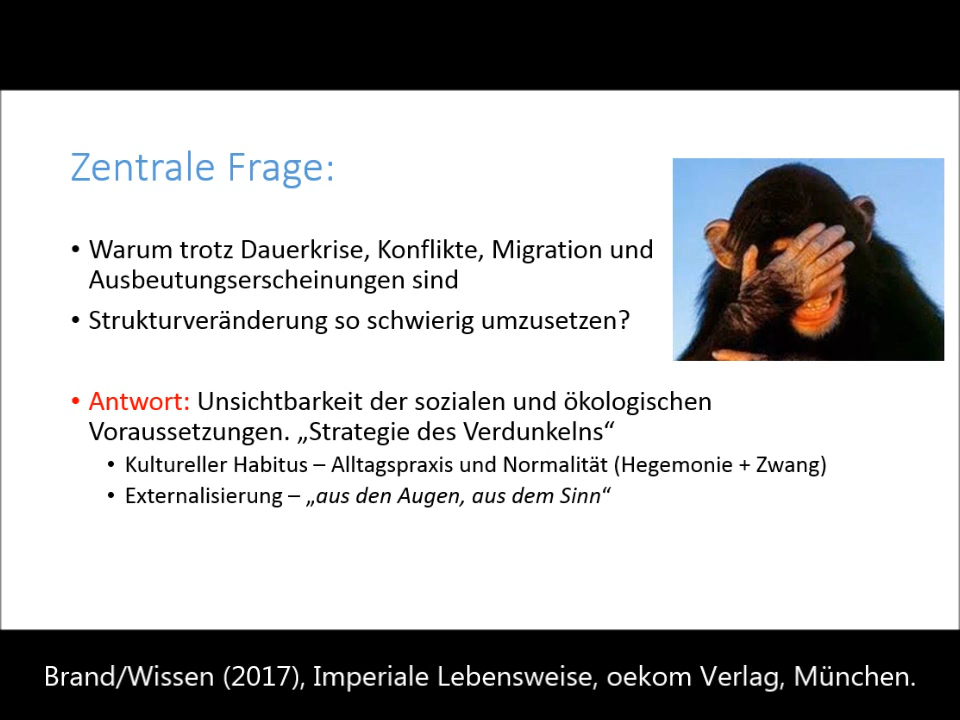 Zentrale Frage:
• Warum trotz Dauerkrise, Konflikte, Migration und
Ausbeutungserscheinungen sind
• Strukturveränderung so schwierig umzusetzen?
• Antwort: Unsichtbarkeit der sozialen und ökologischen
Voraussetzungen. „Strategie des Verdunkelns“
• Kultureller Habitus – Alltagspraxis und Normalität (Hegemonie + Zwang)
• Externalisierung – „aus den Augen, aus dem Sinn“
Brand/Wissen (2017), Imperiale Lebensweise, oekom Verlag, München.